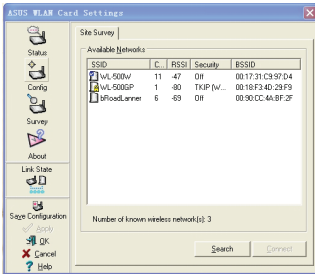 ASUS WLAN Card Settings
Status
Config
Survey
About
Link State
Save Configuration
Apply
OK
Cancel
Help
Site Survey
Available Networks
SSID C... RSSI Security BSSID
WL-500W 11 -47 Off 00:17:31:C9:97:D4
WL-500GP 1 -80 TKIP (W... 00:18:F3:4D:29:F9
bRoadLanner 6 -69 Off 00:90:CC:4A:BF:2F
Number of known wireless network(s): 3
Search Connect